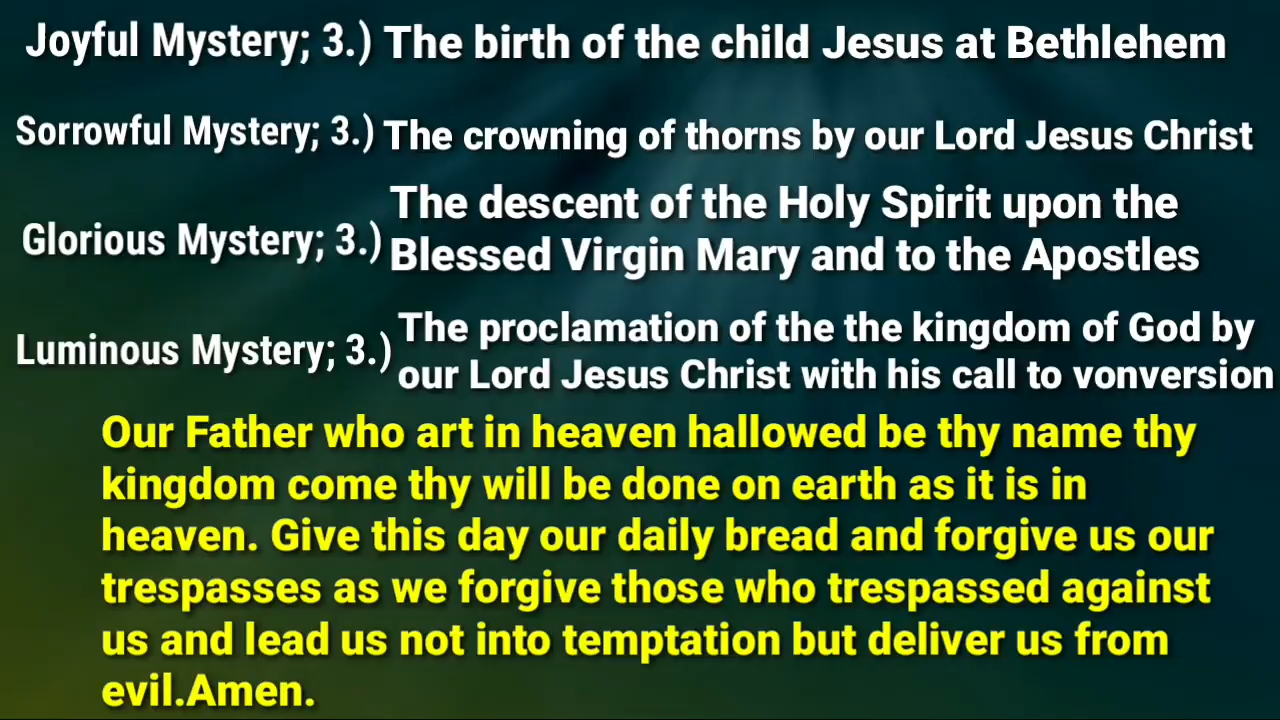 Joyful Mystery; 3.) The birth of the child Jesus at Bethlehem
Sorrowful Mystery; 3.) The crowning of thorns by our Lord Jesus Christ
Glorious Mystery; 3.) The descent of the Holy Spirit upon the
Blessed Virgin Mary and to the Apostles
Luminous Mystery; 3.) The proclamation of the the kingdom of God by
our Lord Jesus Christ with his call to vonversion
Our Father who art in heaven hallowed be thy name thy
kingdom come thy will be done on earth as it is in
heaven. Give this day our daily bread and forgive us our
trespasses as we forgive those who trespassed against
us and lead us not into temptation but deliver us from
evil.Amen.